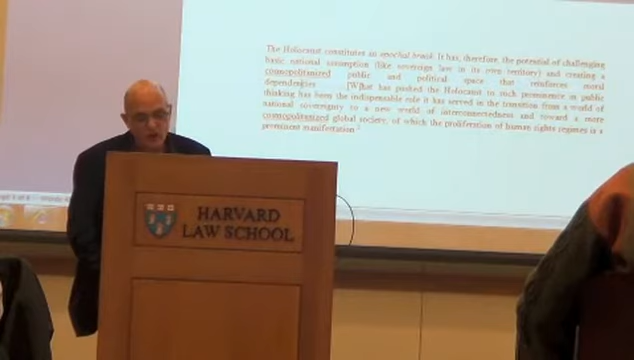 The Holocaust constitutes an epochal break. It has, therefore, the potential of challenging
basic national assumption (like sovereign law in its own territory) and creating a
cosmopolitanized public and political space that reinforces moral
dependencies [W]hat has pushed the Holocaust to such prominence in public
thinking has been the indispensable role it has served in the transition from a world of
national sovereignty to a new world of interconnectedness and toward a more
cosmopolitanized global society, of which the proliferation of human rights regimes is a
prominent manifestation
HARVARD
LAW SCHOOL